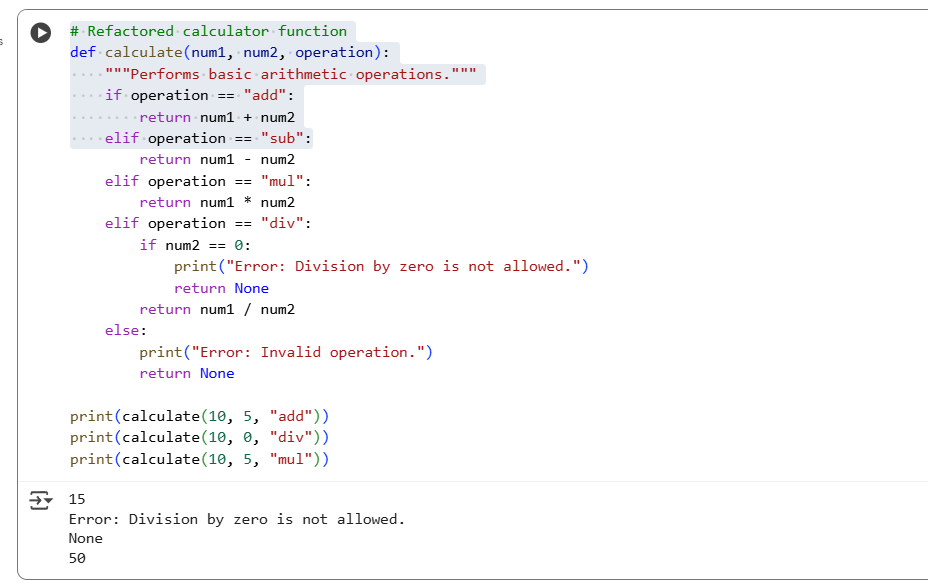 # Refactored calculator function
def calculate(num1, num2, operation):
    """Performs basic arithmetic operations."""
    if operation == "add":
        return num1 + num2
    elif operation == "sub":
        return num1 - num2
    elif operation == "mul":
        return num1 * num2
    elif operation == "div":
        if num2 == 0:
            print("Error: Division by zero is not allowed.")
            return None
        return num1 / num2
    else:
        print("Error: Invalid operation.")
        return None

print(calculate(10, 5, "add"))
print(calculate(10, 0, "div"))
print(calculate(10, 5, "mul"))
15
Error: Division by zero is not allowed.
None
50